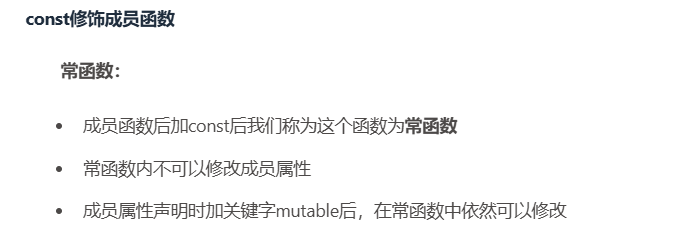 const修饰成员函数
常函数：
• 成员函数后加const后我们称为这个函数为常函数
• 常函数内不可以修改成员属性
• 成员属性声明时加关键字mutable后，在常函数中依然可以修改